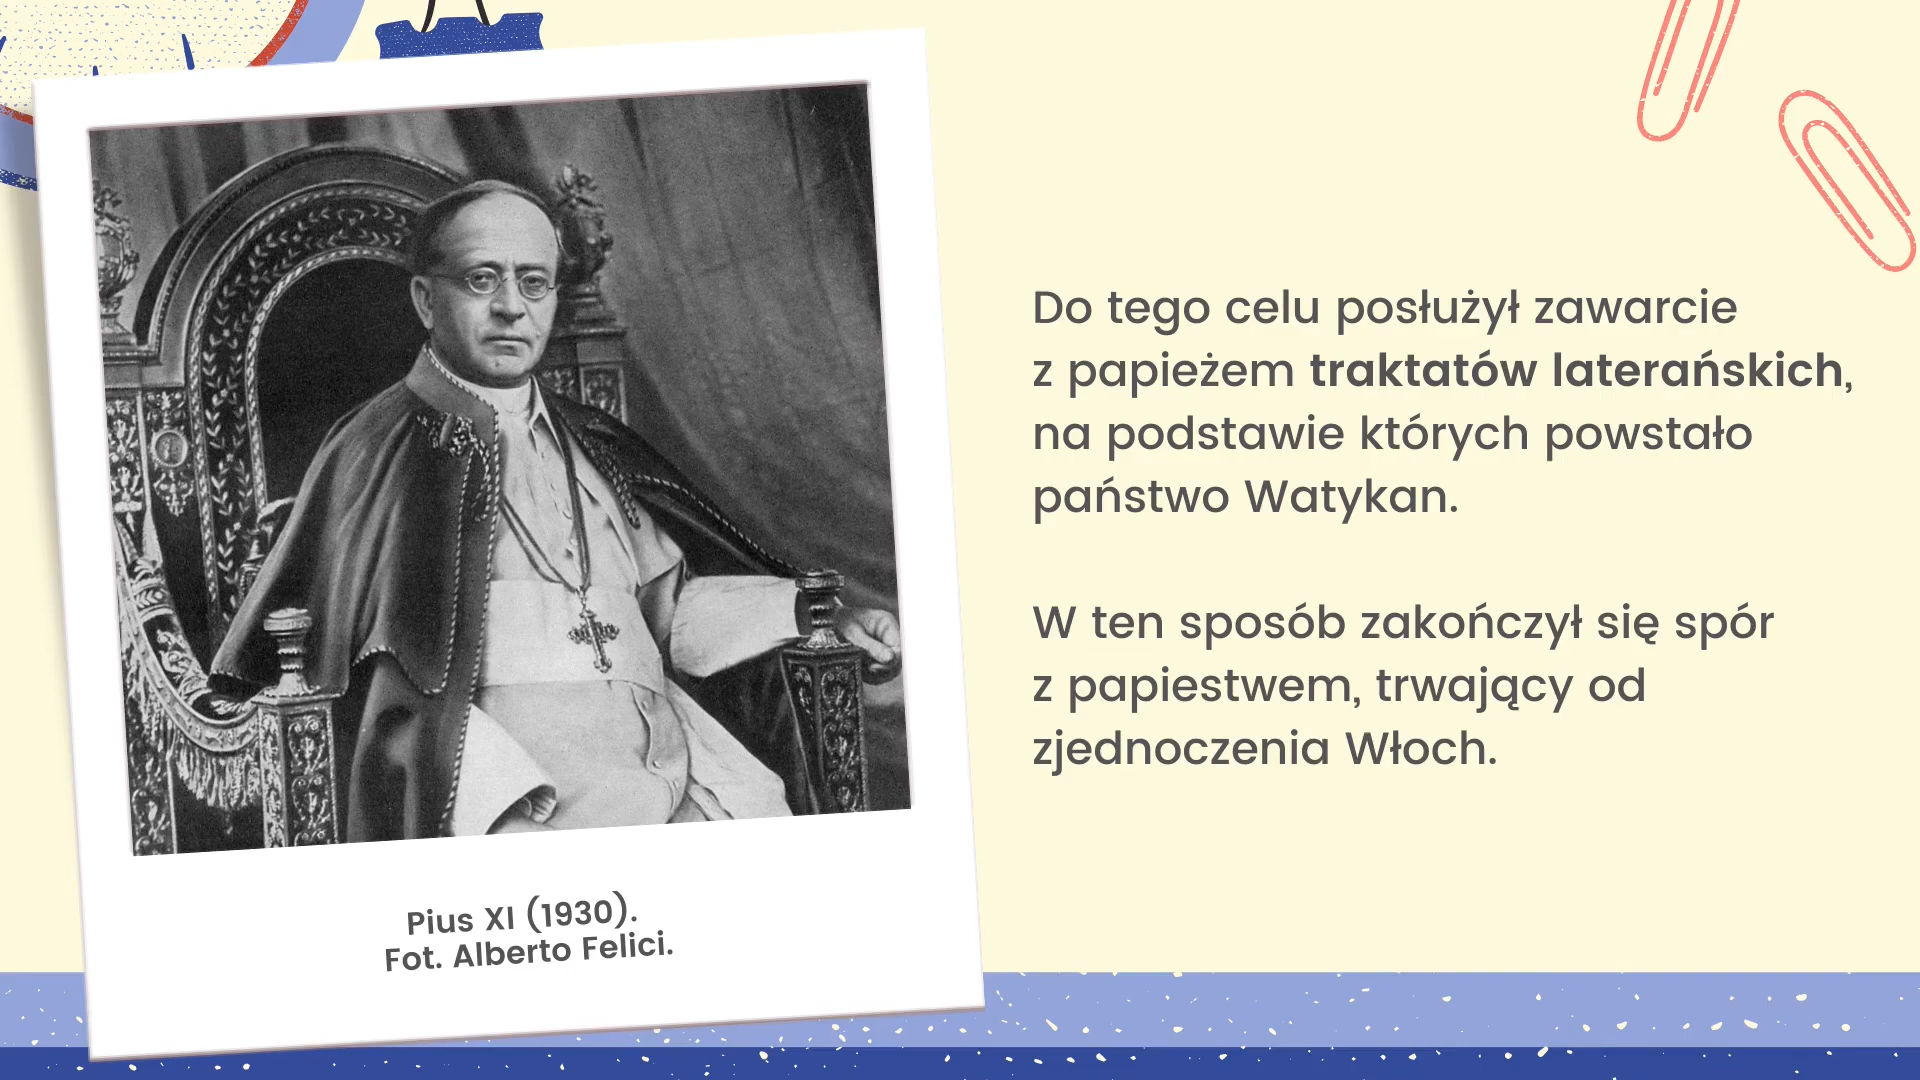 Do tego celu posłużył zawarcie
z papieżem traktatów laterańskich,
na podstawie których powstało
państwo Watykan.
W ten sposób zakończył się spór
z papiestwem, trwający od
zjednoczenia Włoch.
Pius XI (1930).
Fot. Alberto Felici.